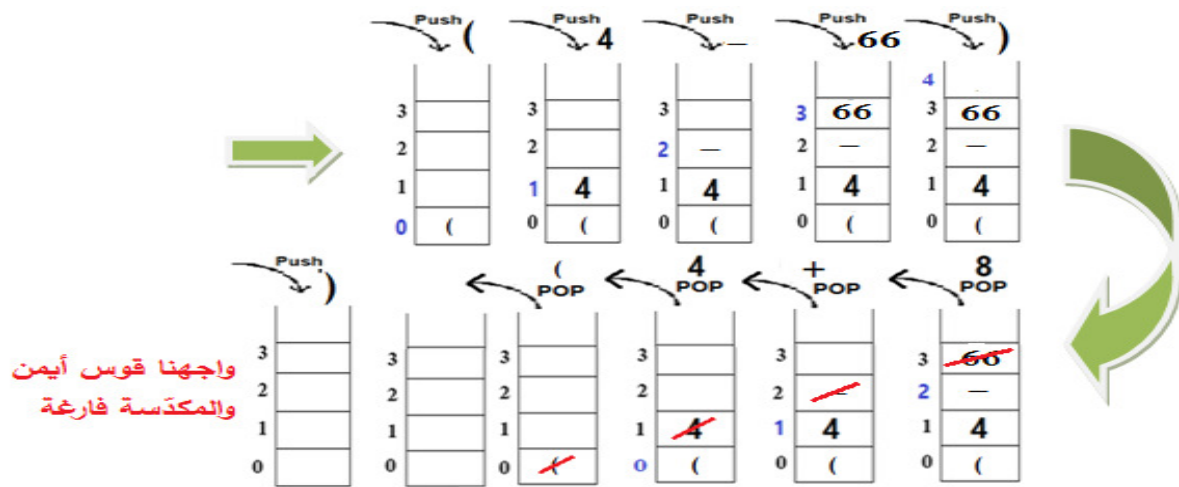 Push Push Push Push Push
( 4 — 66 )
4
3 3 3 3 66 3 66
2 2 2 — 2 — 2 —
1 1 4 1 4 1 4 1 4
0 ( 0 ( 0 ( 0 ( 0 (
Push ) ( 4 + 8
POP POP POP POP
3 3 3 3 3 3 66
2 2 2 2 2 — 2 —
1 1 1 1 4 1 4 1 4
0 0 0 ( 0 ( 0 ( 0 (
واجهنا قوس أيمن
والمكدّسة فارغة